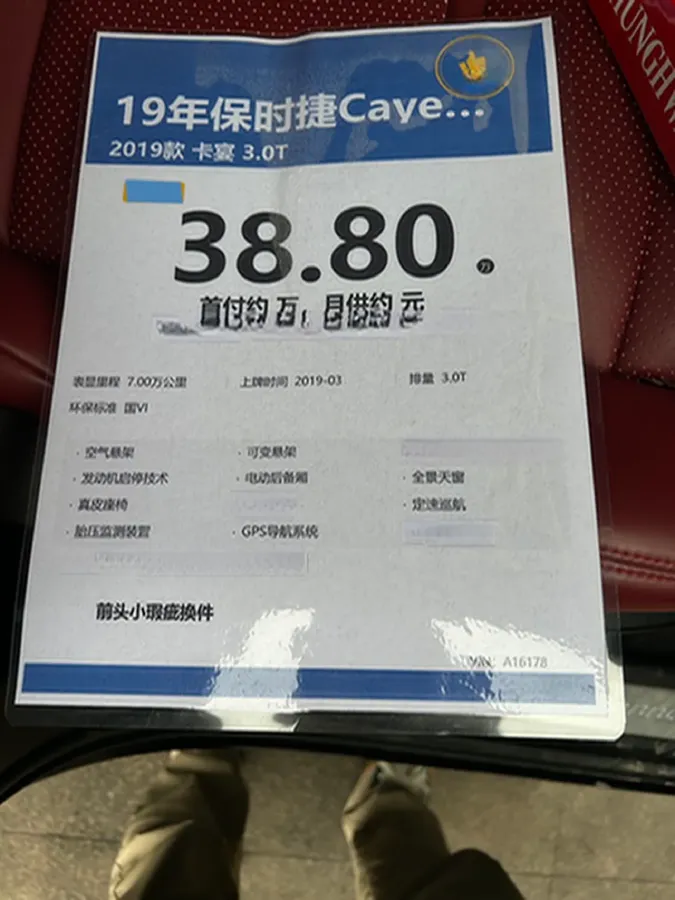 19年保时捷Caye...
2019款 卡宴 3.0T
38.80万
首付约 万，月供约 元
表显里程 7.00万公里 上牌时间 2019-03 排量 3.0T
环保标准 国VI
· 空气悬架 · 可变悬架
· 发动机启停技术 · 电动后备厢 · 全景天窗
· 真皮座椅 · 定速巡航
· 胎压监测装置 · GPS导航系统
前头小瑕疵换件
A16178